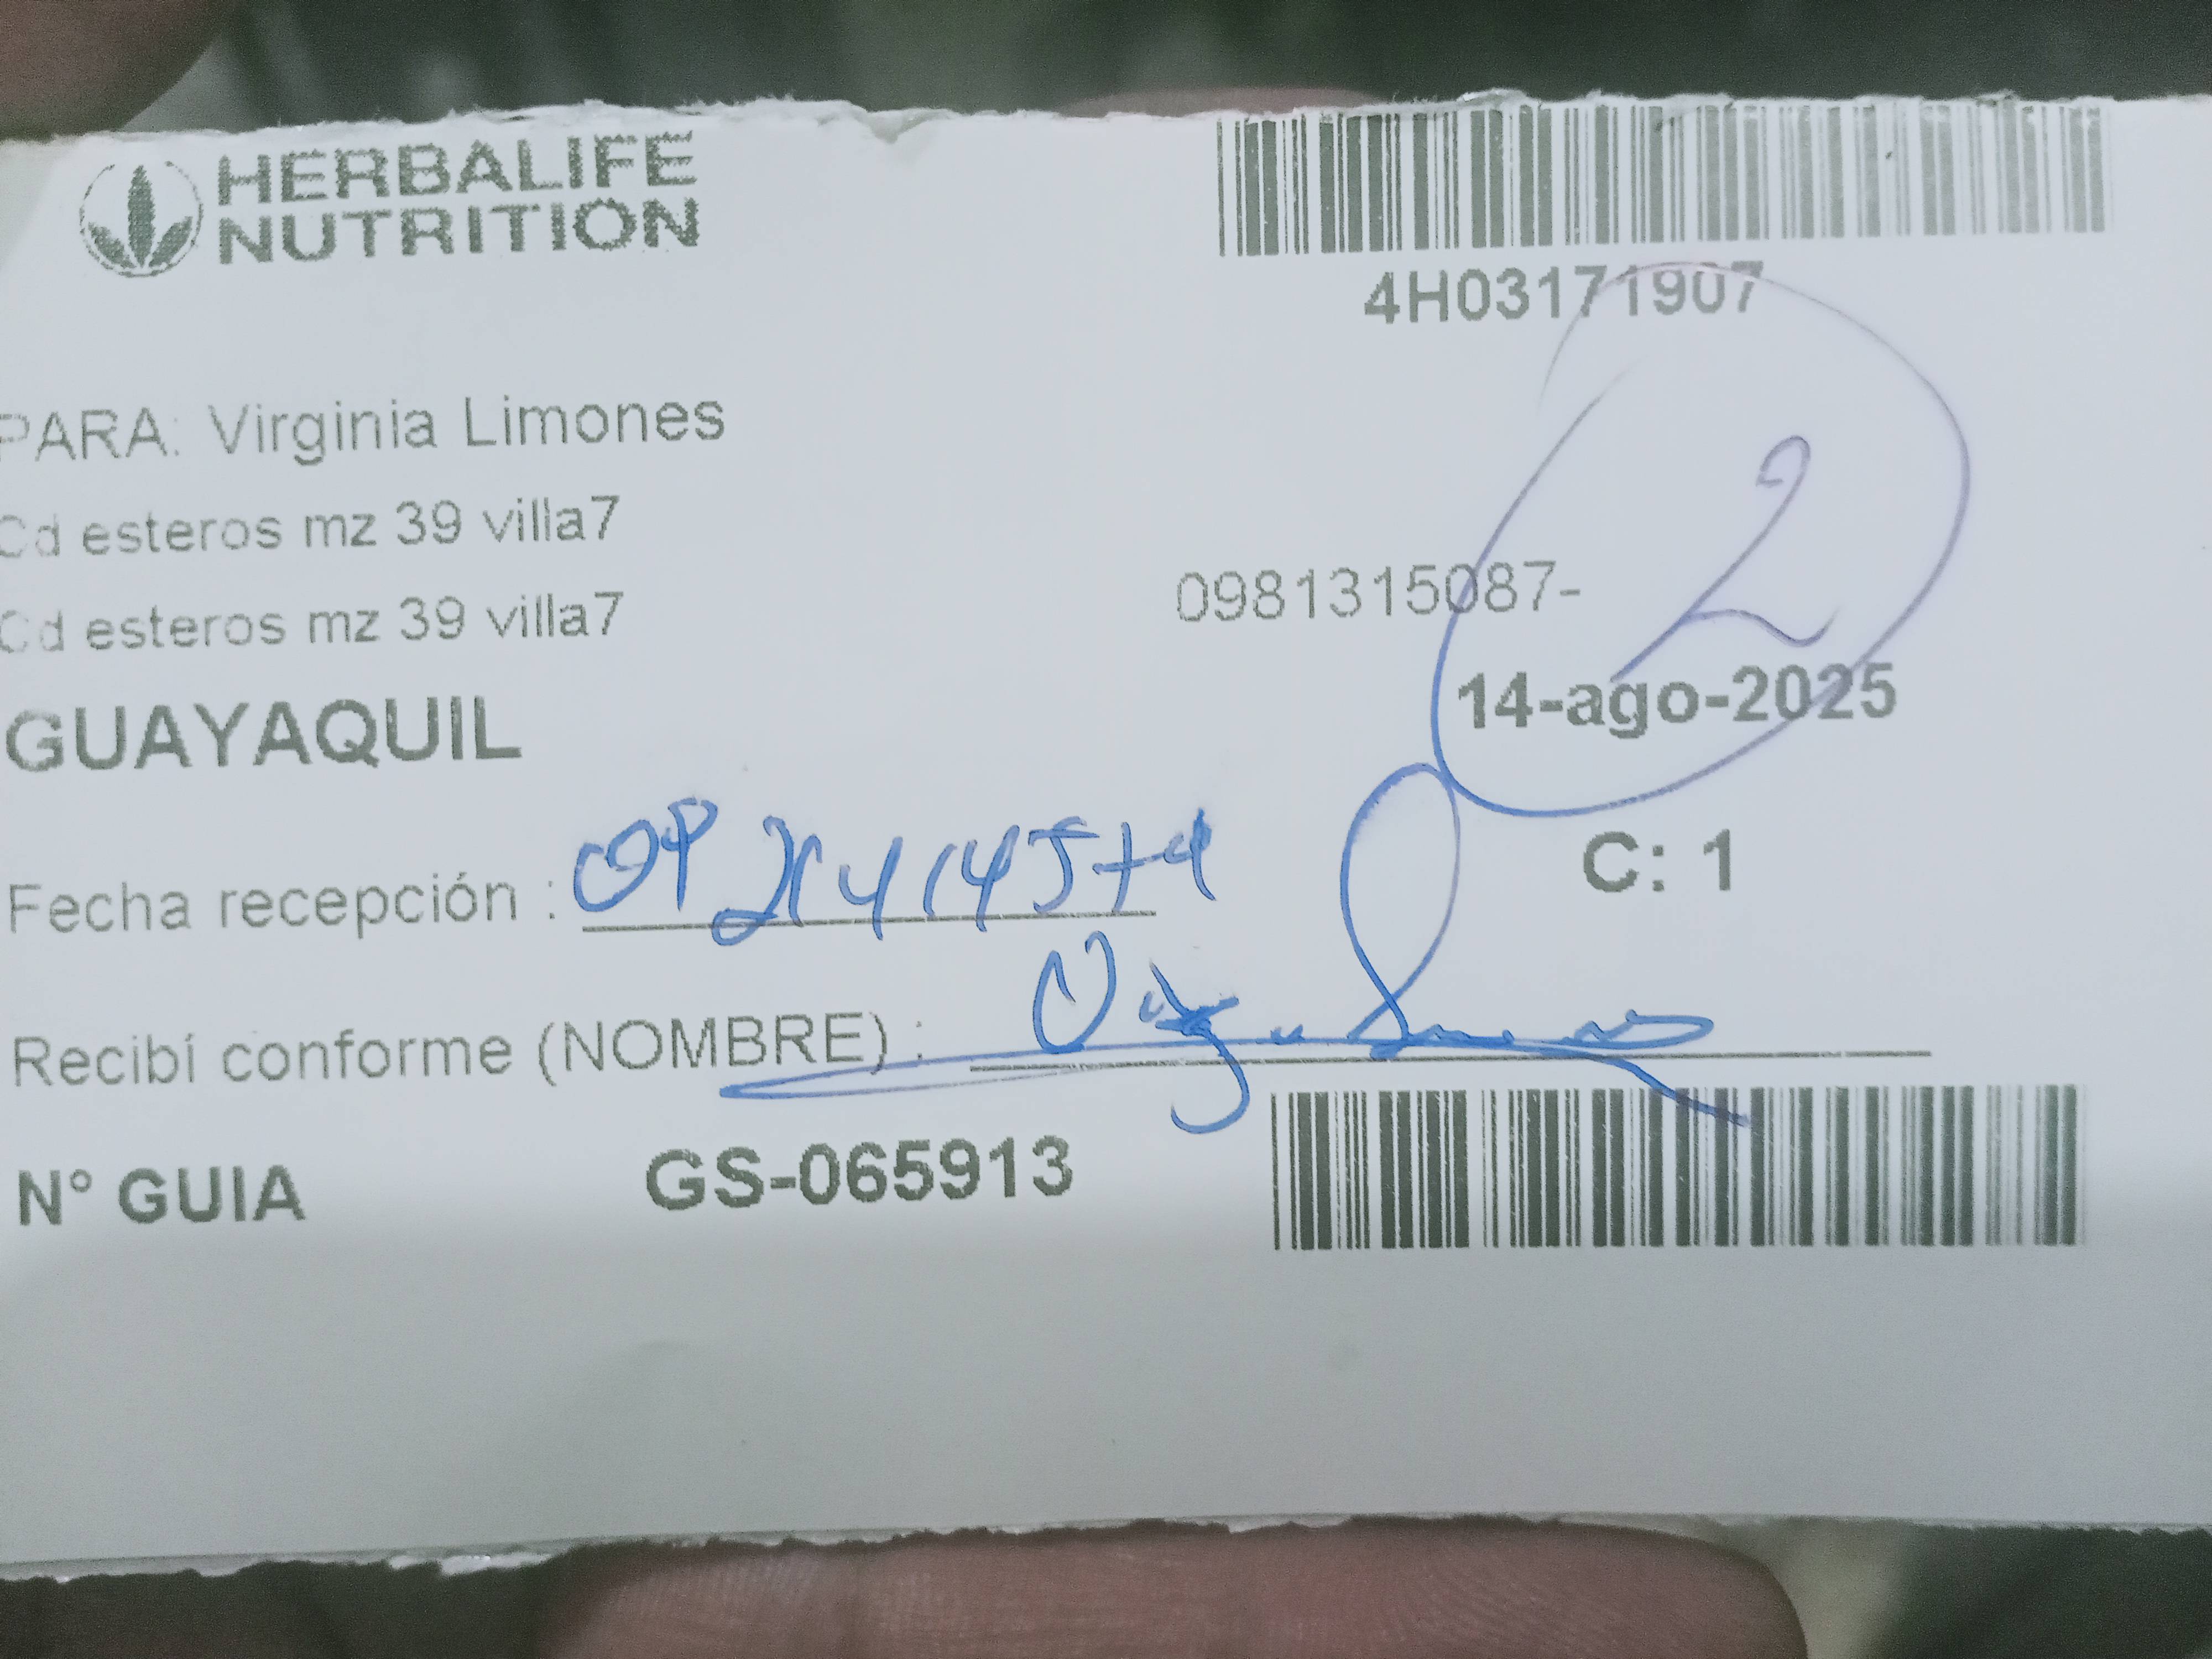 HERBALIFE
NUTRITION
4H03171907
PARA: Virginia Limones
Cd esteros mz 39 villa7
2
Cd esteros mz 39 villa7
0981315087-
GUAYAQUIL
14-ago-2025
C: 1
Fecha recepción :
Recibí conforme (NOMBRE) :
N° GUIA GS-065913